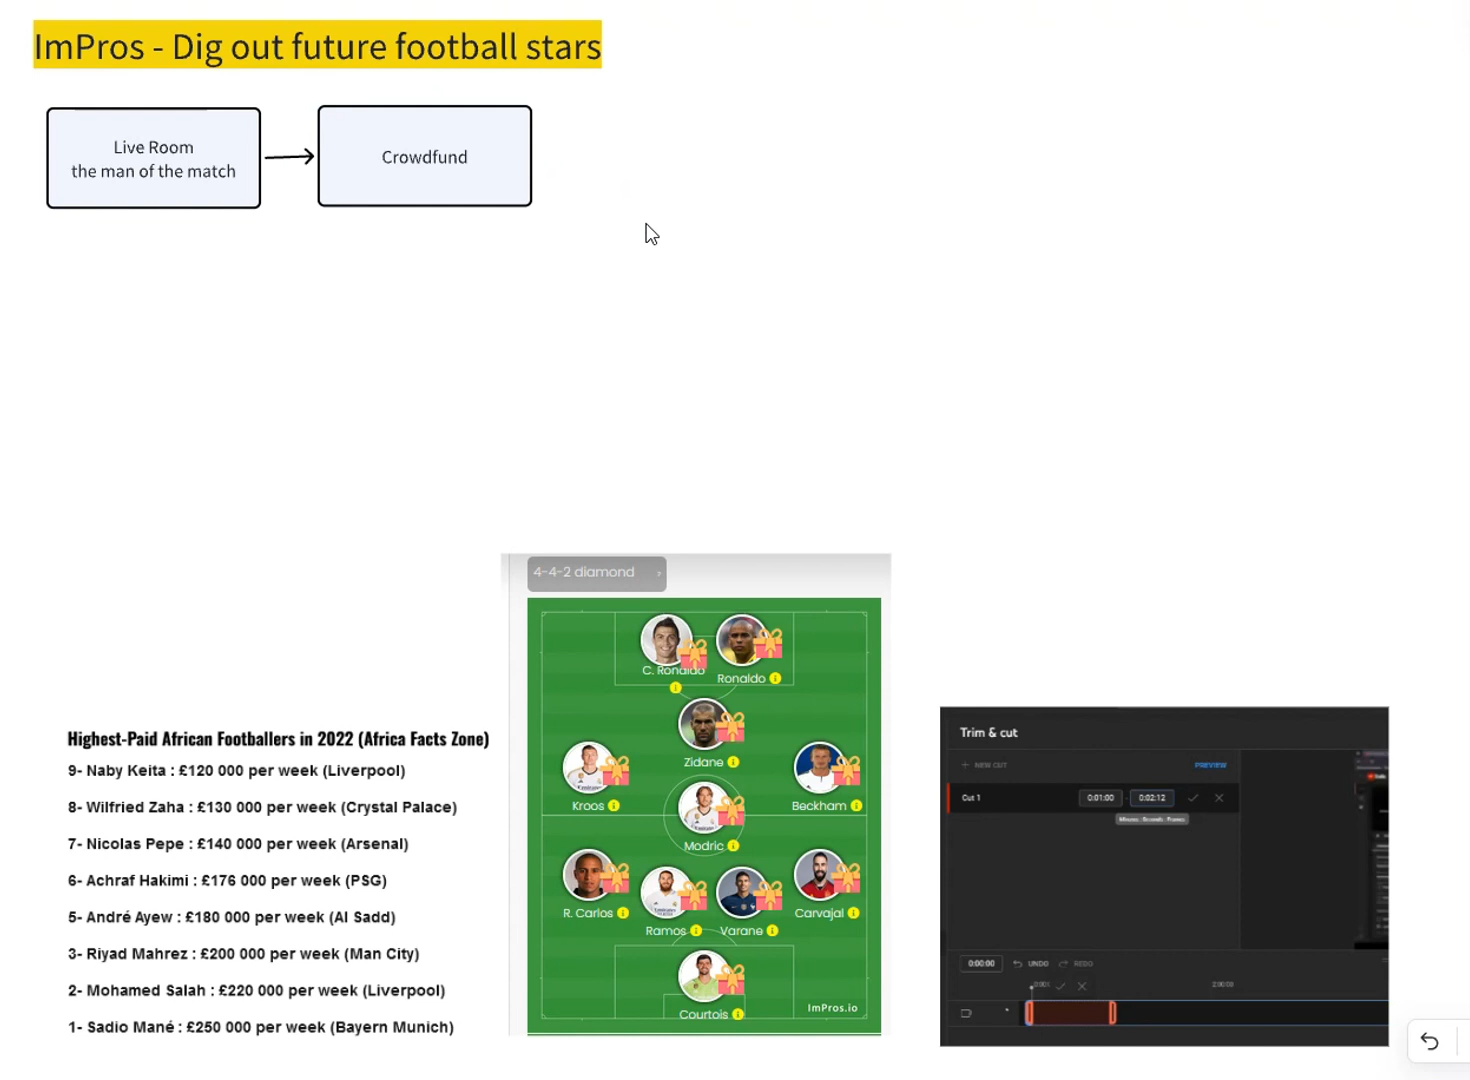 ImPros - Dig out future football stars
Live Room
the man of the match
Crowdfund
4-4-2 diamond
C. Ronaldo
Ronaldo
Zidane
Kroos
Beckham
Modric
R. Carlos
Carvajal
Ramos
Varane
Courtois
ImPros.io
Highest-Paid African Footballers in 2022 (Africa Facts Zone)
9- Naby Keita : £120 000 per week (Liverpool)
8- Wilfried Zaha : £130 000 per week (Crystal Palace)
7- Nicolas Pepe : £140 000 per week (Arsenal)
6- Achraf Hakimi : £176 000 per week (PSG)
5- André Ayew : £180 000 per week (Al Sadd)
3- Riyad Mahrez : £200 000 per week (Man City)
2- Mohamed Salah : £220 000 per week (Liverpool)
1- Sadio Mané : £250 000 per week (Bayern Munich)
Trim & cut
+ NEW CUT
PREVIEW
Cut 1
0:01:00 - 0:02:12
0:00:00
UNDO
REDO